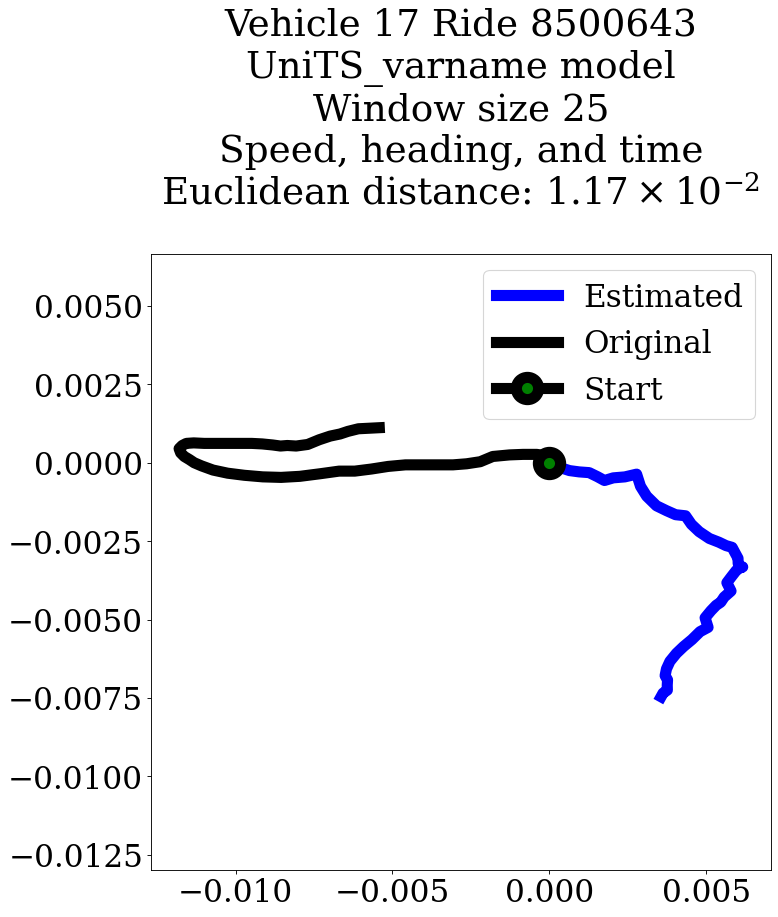 Vehicle 17 Ride 8500643
UniTS_varname model
Window size 25
Speed, heading, and time
Euclidean distance: 1.17 × 10⁻²
Estimated
Original
Start
0.0050
0.0025
0.0000
−0.0025
−0.0050
−0.0075
−0.0100
−0.0125
−0.010 −0.005 0.000 0.005